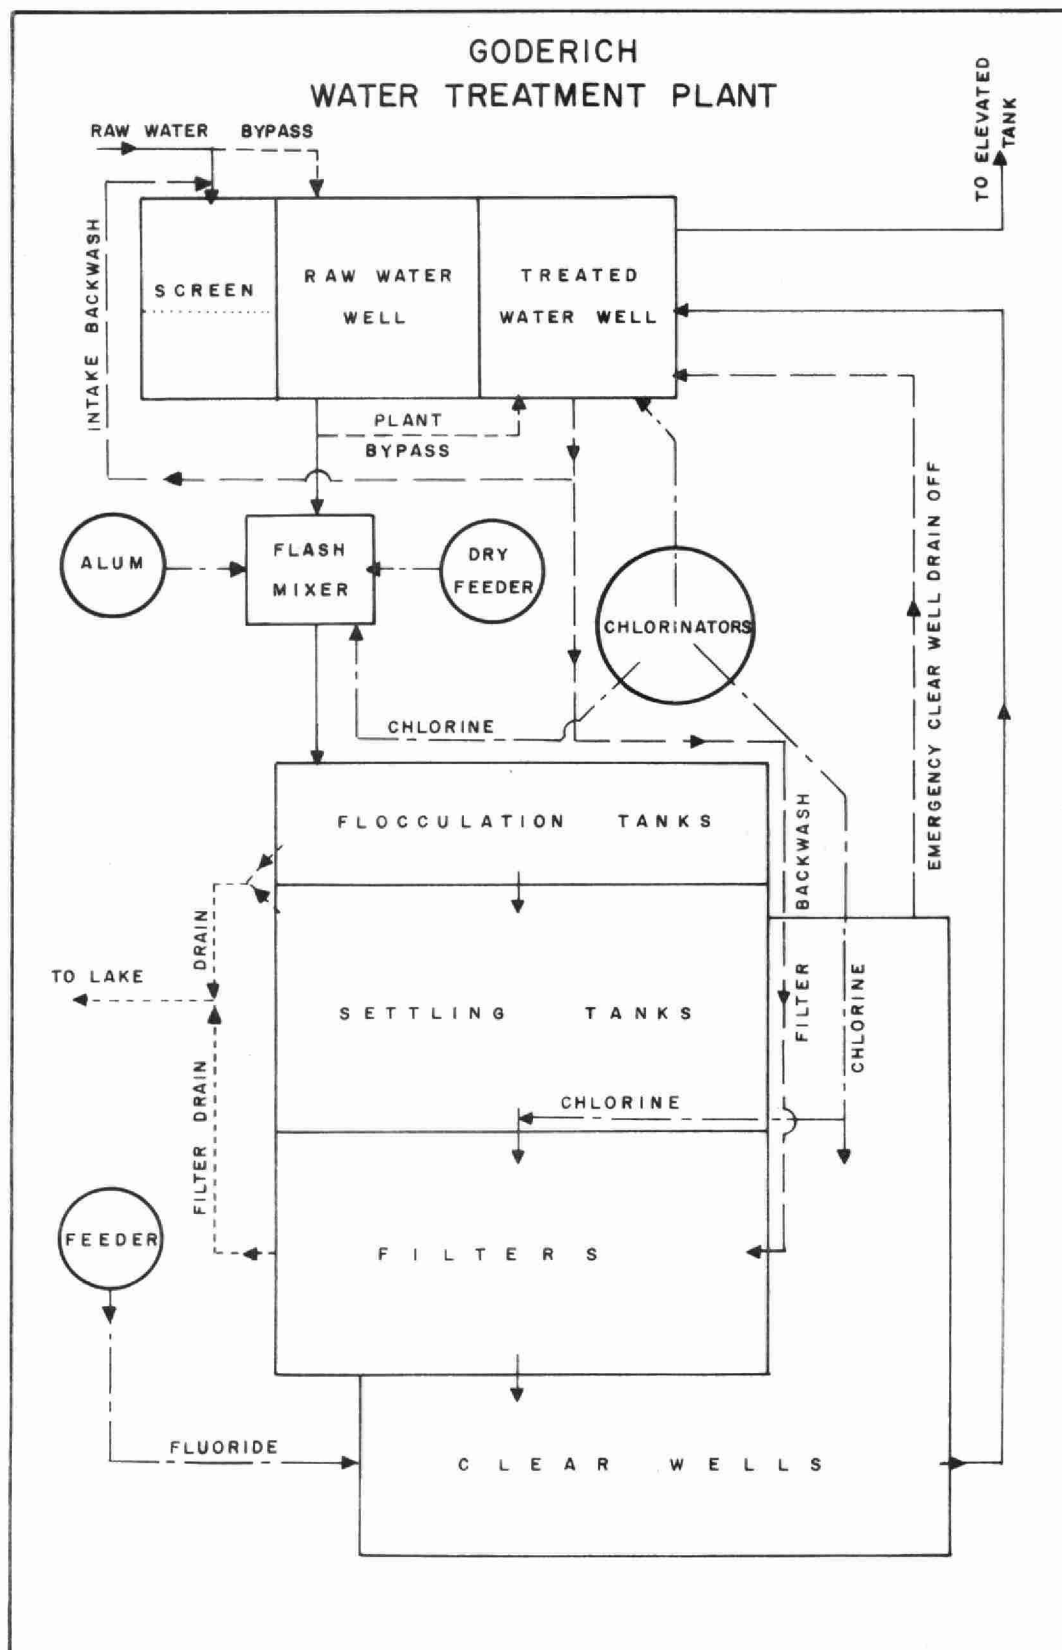 GODERICH
WATER TREATMENT PLANT
RAW WATER
BYPASS
TO ELEVATED
TANK
INTAKE BACKWASH
SCREEN
RAW WATER
WELL
TREATED
WATER WELL
PLANT
BYPASS
ALUM
FLASH
MIXER
DRY
FEEDER
CHLORINATORS
EMERGENCY CLEAR WELL DRAIN OFF
CHLORINE
FLOCCULATION TANKS
FILTER BACKWASH
DRAIN
TO LAKE
SETTLING TANKS
CHLORINE
CHLORINE
FILTER DRAIN
FEEDER
FILTERS
FLUORIDE
CLEAR WELLS